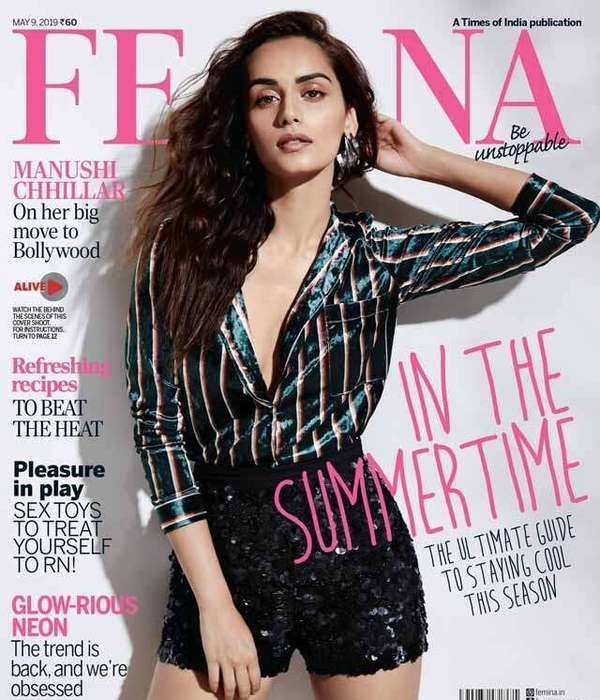 MAY 9, 2019 ₹60
A Times of India publication
FEMINA
Be
unstoppable
MANUSHI
CHHILLAR
On her big
move to
Bollywood
ALIVE
WATCH THE BEHIND
THE SCENES OF THIS
COVER SHOOT.
FOR INSTRUCTIONS,
TURN TO PAGE 12
Refreshing
recipes
TO BEAT
THE HEAT
Pleasure
in play
SEX TOYS
TO TREAT
YOURSELF
TO RN!
GLOW-RIOUS
NEON
The trend is
back, and we're
obsessed
IN THE
SUMMERTIME
THE ULTIMATE GUIDE
TO STAYING COOL
THIS SEASON
femina.in